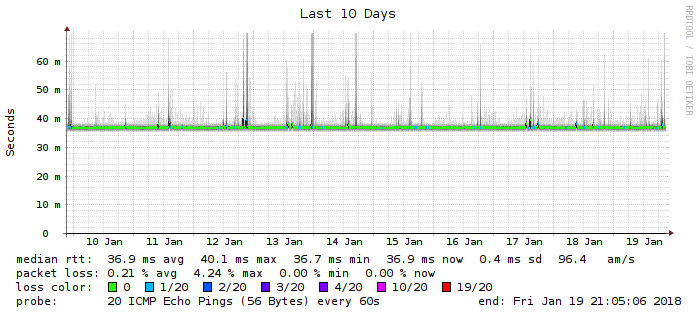 Last 10 Days
RRDTOOL / TOBI OETIKER
Seconds
60 m
50 m
40 m
30 m
20 m
10 m
0
10 Jan 11 Jan 12 Jan 13 Jan 14 Jan 15 Jan 16 Jan 17 Jan 18 Jan 19 Jan
median rtt: 36.9 ms avg 40.1 ms max 36.7 ms min 36.9 ms now 0.4 ms sd 96.4 am/s
packet loss: 0.21 % avg 4.24 % max 0.00 % min 0.00 % now
loss color: 0 1/20 2/20 3/20 4/20 10/20 19/20
probe: 20 ICMP Echo Pings (56 Bytes) every 60s end: Fri Jan 19 21:05:06 2018